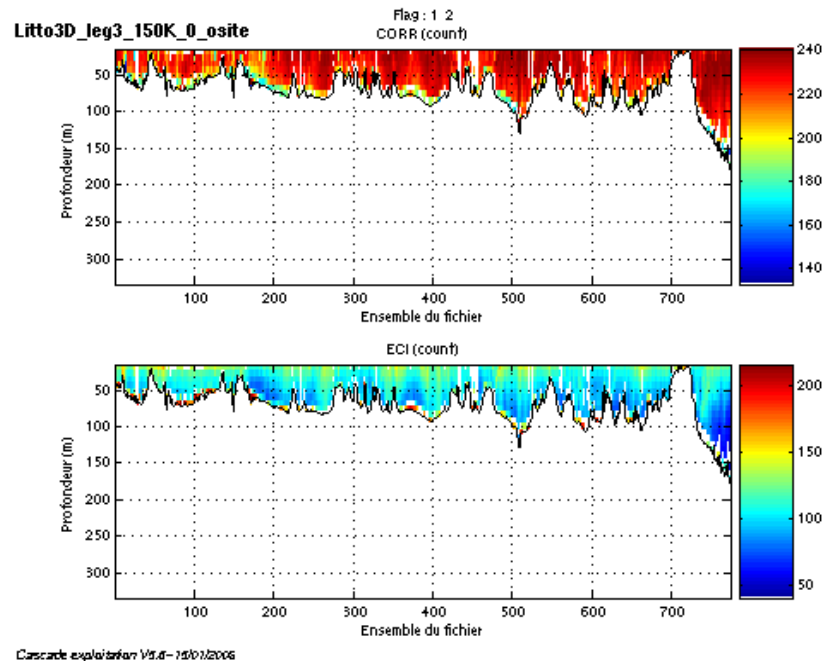 Flag : 1 2
Litto3D_leg3_150K_0_osite
CORR (count)
Profondeur (m)
50
100
150
200
250
300
100 200 300 400 500 600 700
Ensemble du fichier
240
220
200
180
160
140
ECI (count)
Profondeur (m)
50
100
150
200
250
300
100 200 300 400 500 600 700
Ensemble du fichier
200
150
100
50
Cascade exploitation V5.6 - 15/01/2006